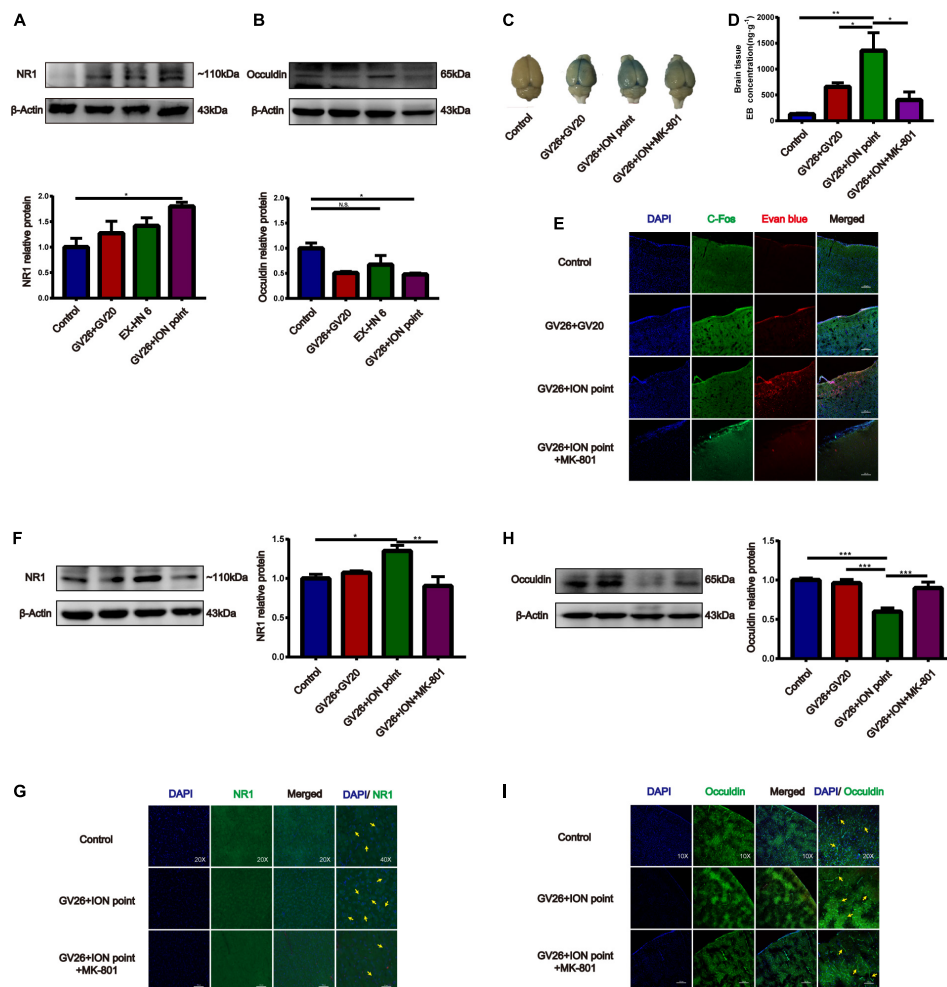 A
NR1
~110kDa
β-Actin
43kDa
NR1 relative protein
2.0
1.5
1.0
0.5
0.0
*
Control
GV26+GV20
EX-HN 6
GV26+ION point
B
Occuldin
65kDa
β-Actin
43kDa
Occuldin relative protein
2.0
1.5
1.0
0.5
0.0
*
N.S.
Control
GV26+GV20
EX-HN 6
GV26+ION point
C
Control
GV26+GV20
GV26+ION point
GV26+ION+MK-801
D
Brain tissue
EB concentration(ng·g⁻¹)
2000
1500
1000
500
0
**
*
*
Control
GV26+GV20
GV26+ION point
GV26+ION+MK-801
E
DAPI
C-Fos
Evan blue
Merged
Control
GV26+GV20
GV26+ION point
GV26+ION point
+MK-801
F
NR1
~110kDa
β-Actin
43kDa
NR1 relative protein
1.5
1.0
0.5
0.0
*
**
Control
GV26+GV20
GV26+ION point
GV26+ION+MK-801
H
Occuldin
65kDa
β-Actin
43kDa
Occuldin relative protein
1.5
1.0
0.5
0.0
***
***
***
Control
GV26+GV20
GV26+ION point
GV26+ION+MK-801
G
DAPI
NR1
Merged
DAPI/ NR1
Control
20X
20X
20X
40X
GV26+ION point
GV26+ION point
+MK-801
I
DAPI
Occuldin
Merged
DAPI/ Occuldin
Control
10X
10X
10X
20X
GV26+ION point
GV26+ION point
+MK-801